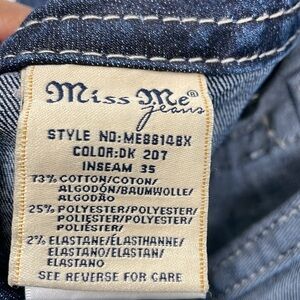 Miss Me®
Jeans
STYLE NO:ME8814BX
COLOR:DK 207
INSEAM 35
73% COTTON/COTON/
ALGODÓN/BAUMWOLLE/
ALGODÃO
25% POLYESTER/POLYESTER/
POLIÉSTER/POLYESTER/
POLIÉSTER/
2% ELASTANE/ÉLASTHANNE/
ELASTANO/ELASTAN/
ELASTANO
SEE REVERSE FOR CARE